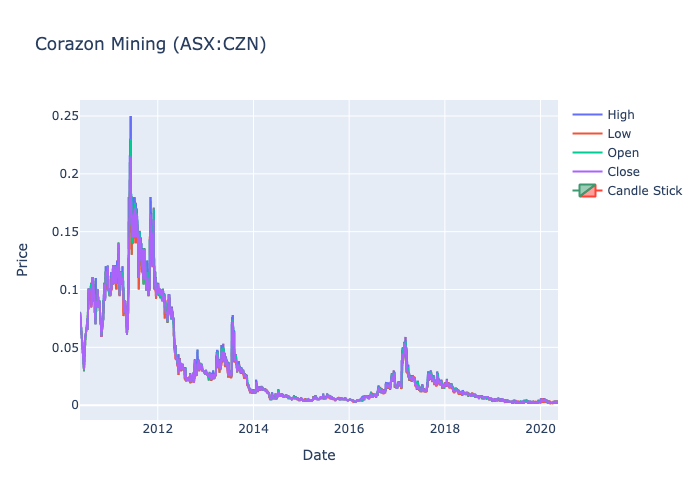 Corazon Mining (ASX:CZN)
0.25
0.2
0.15
0.1
0.05
0
Price
2012
2014
2016
2018
2020
Date
High
Low
Open
Close
Candle Stick